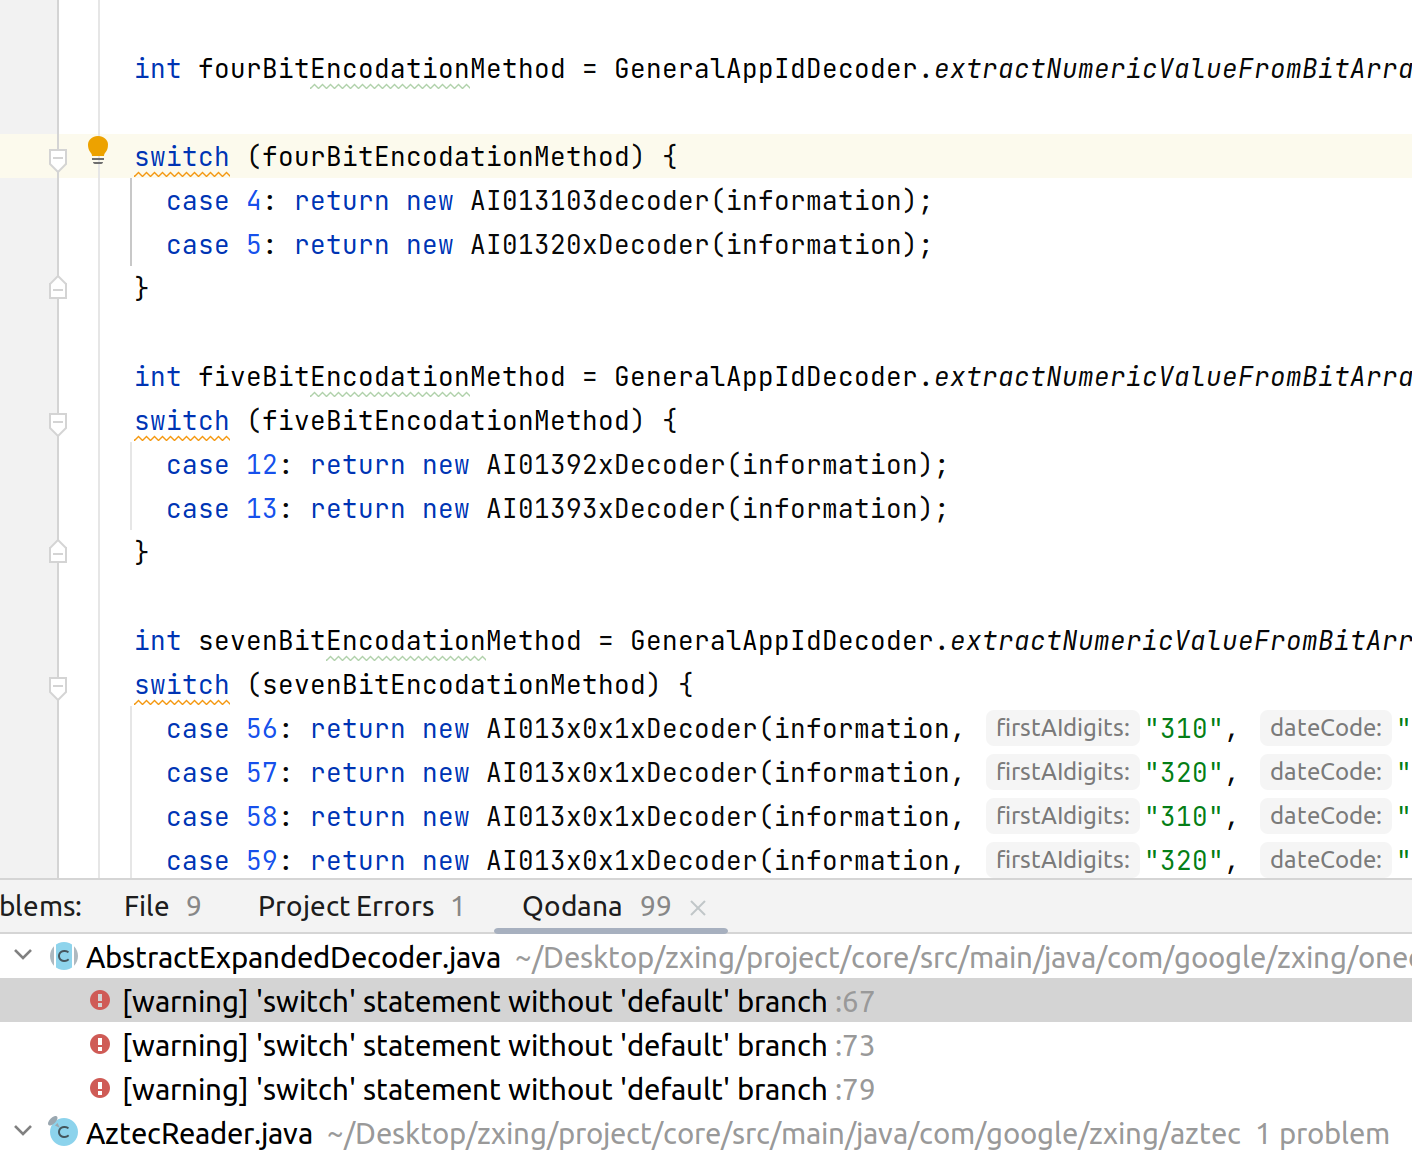 int fourBitEncodationMethod = GeneralAppIdDecoder.extractNumericValueFromBitArra
switch (fourBitEncodationMethod) {
case 4: return new AI013103decoder(information);
case 5: return new AI01320xDecoder(information);
}
int fiveBitEncodationMethod = GeneralAppIdDecoder.extractNumericValueFromBitArra
switch (fiveBitEncodationMethod) {
case 12: return new AI01392xDecoder(information);
case 13: return new AI01393xDecoder(information);
}
int sevenBitEncodationMethod = GeneralAppIdDecoder.extractNumericValueFromBitArr
switch (sevenBitEncodationMethod) {
case 56: return new AI013x0x1xDecoder(information, firstAIdigits: "310", dateCode: "
case 57: return new AI013x0x1xDecoder(information, firstAIdigits: "320", dateCode: "
case 58: return new AI013x0x1xDecoder(information, firstAIdigits: "310", dateCode: "
case 59: return new AI013x0x1xDecoder(information, firstAIdigits: "320", dateCode: "
blems: File 9 Project Errors 1 Qodana 99
AbstractExpandedDecoder.java ~/Desktop/zxing/project/core/src/main/java/com/google/zxing/oned
[warning] 'switch' statement without 'default' branch :67
[warning] 'switch' statement without 'default' branch :73
[warning] 'switch' statement without 'default' branch :79
AztecReader.java ~/Desktop/zxing/project/core/src/main/java/com/google/zxing/aztec 1 problem